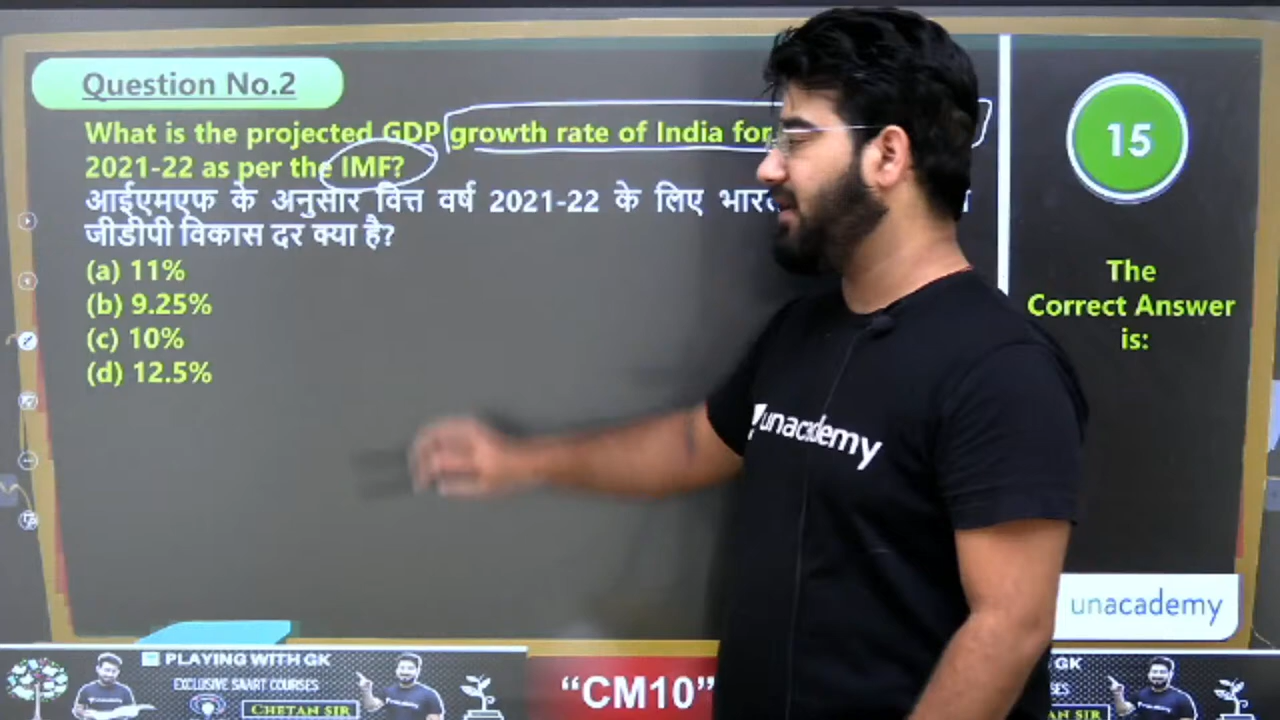 Question No.2
What is the projected GDP growth rate of India for
2021-22 as per the IMF?
आईएमएफ के अनुसार वित्त वर्ष 2021-22 के लिए
जीडीपी विकास दर क्या है?
(a) 11%
(b) 9.25%
(c) 10%
(d) 12.5%
15
The
Correct Answer
is:
unacademy
unacademy
PLAYING WITH GK
EXCLUSIVE SAART COURSES
CHETAN SIR
“CM10”
GK
SIR